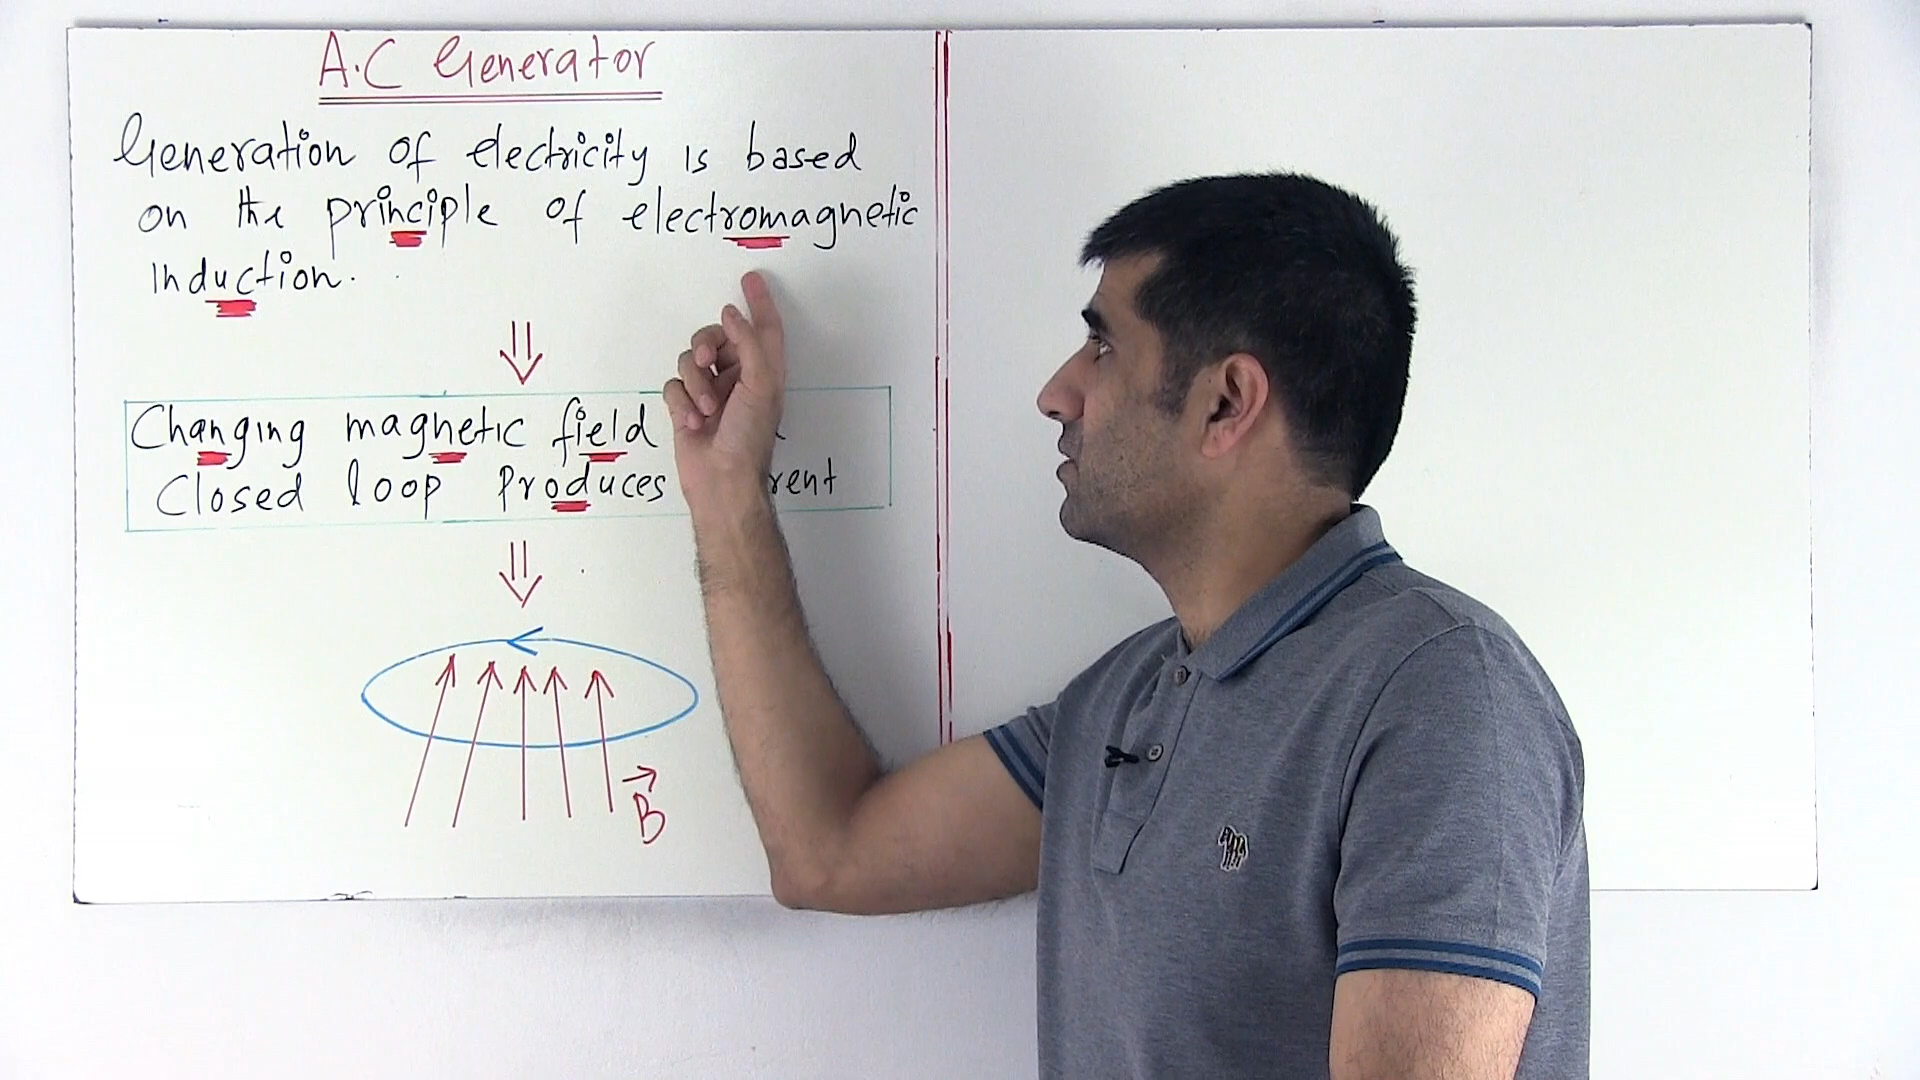 A.C Generator
Generation of electricity is based
on the principle of electromagnetic
Induction.
Changing magnetic field
Closed loop Produces
B